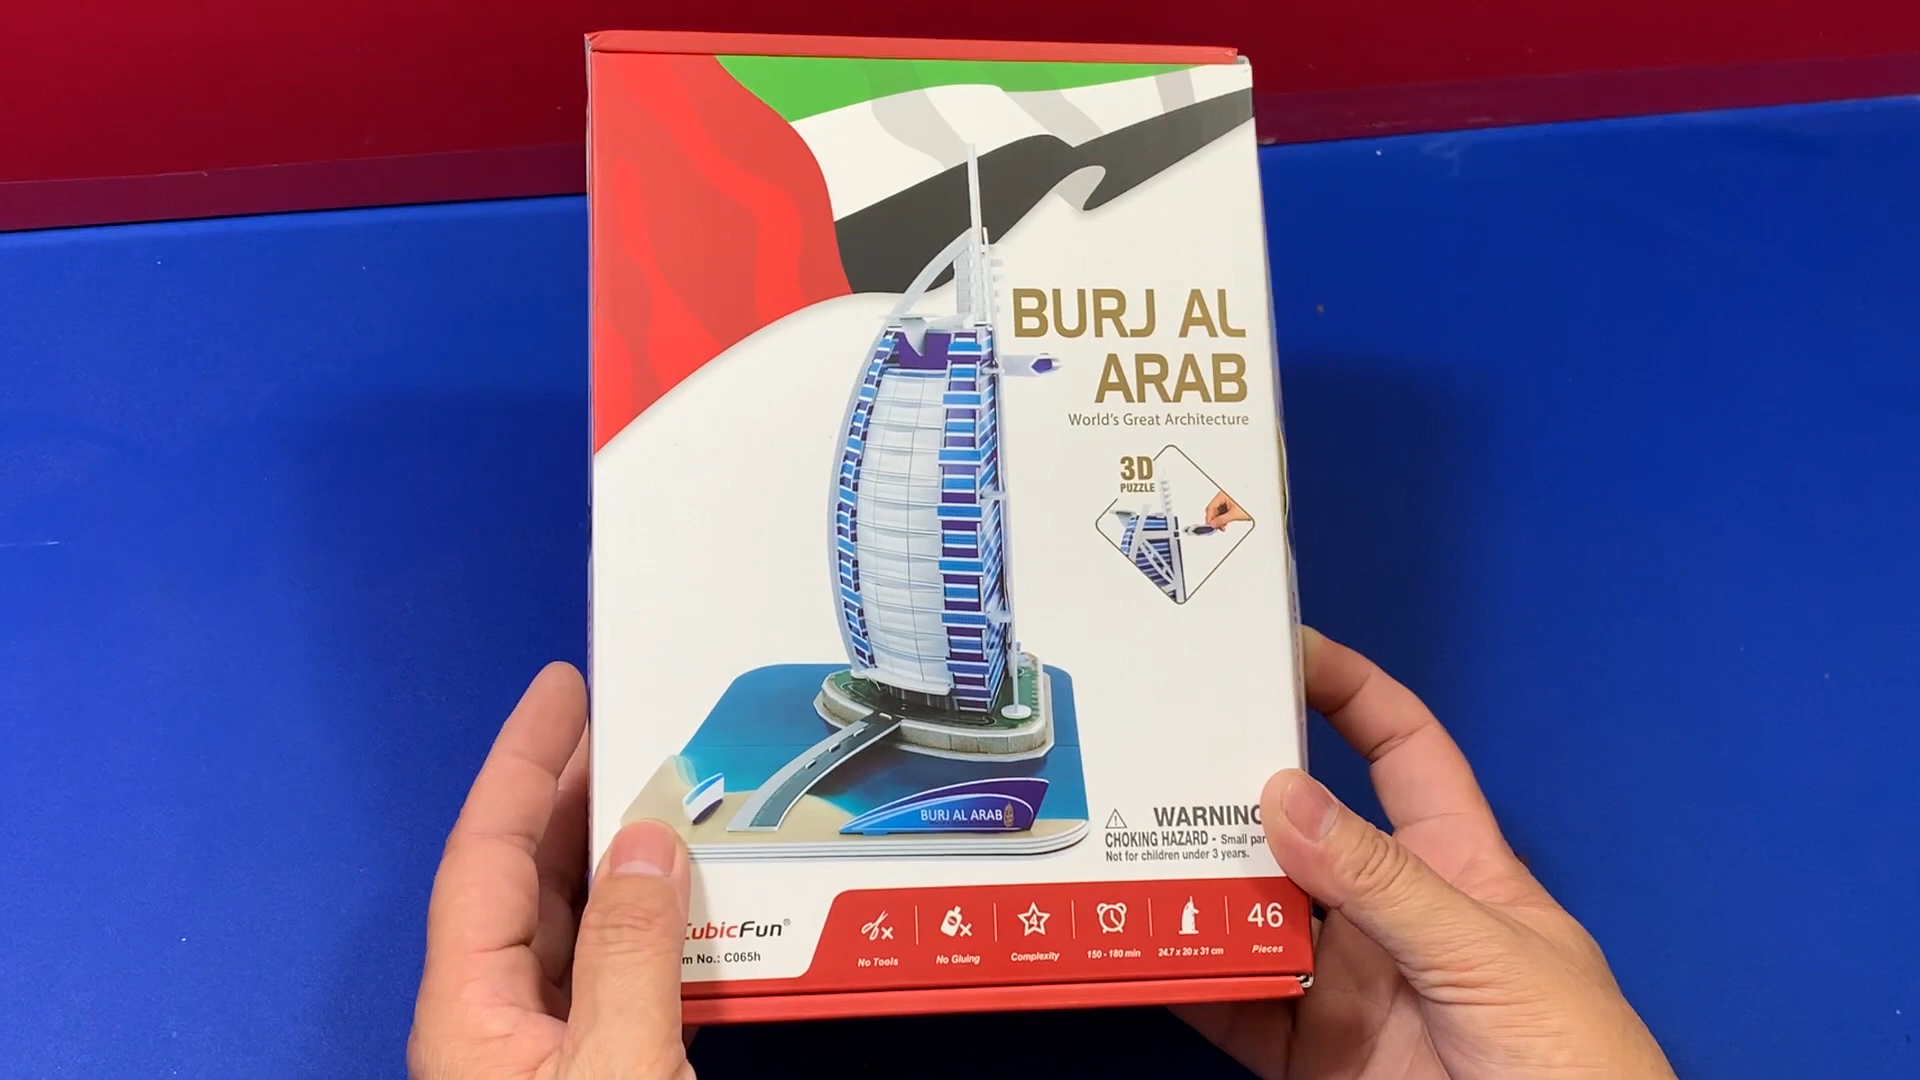 BURJ AL
ARAB
World's Great Architecture
3D
PUZZLE
BURJ AL ARAB
WARNING
CHOKING HAZARD - Small par
Not for children under 3 years.
CubicFun®
m No.: C065h
No Tools
No Gluing
4
Complexity
150 - 180 min
24.7 x 20 x 31 cm
46
Pieces